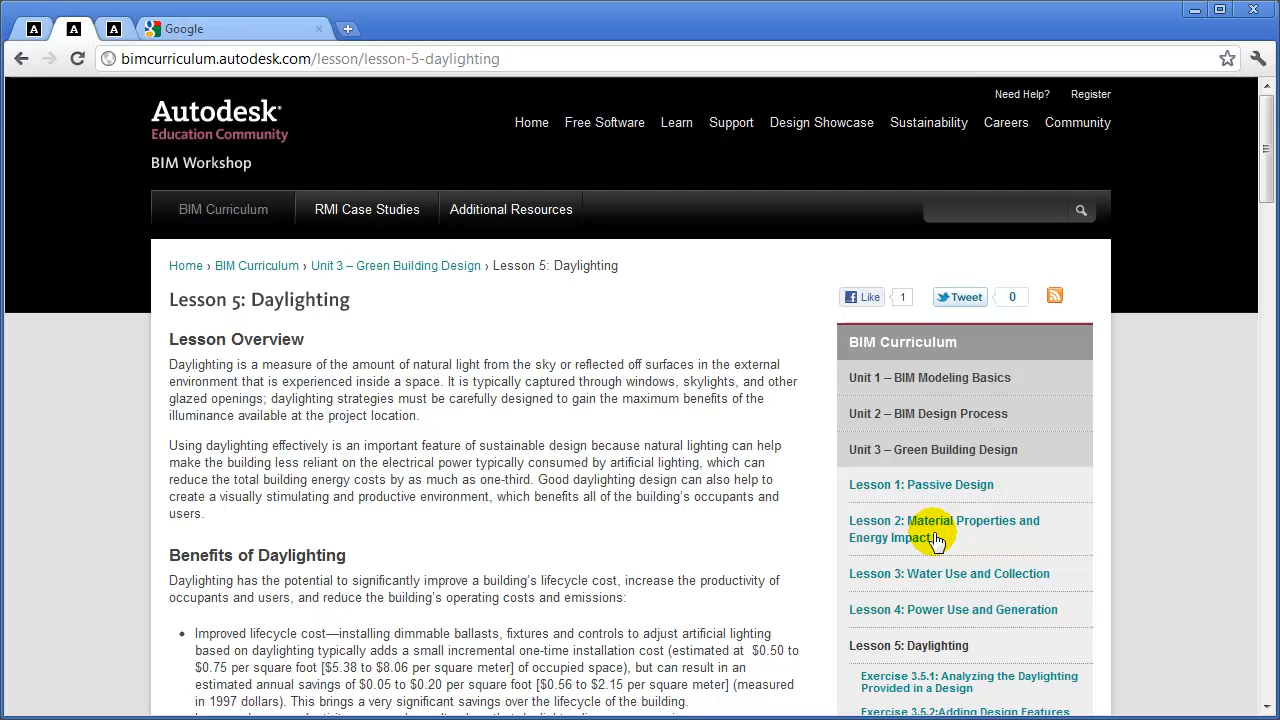 Google
bimcurriculum.autodesk.com/lesson/lesson-5-daylighting
Need Help? Register
Autodesk
Education Community
BIM Workshop
Home Free Software Learn Support Design Showcase Sustainability Careers Community
BIM Curriculum RMI Case Studies Additional Resources
Home › BIM Curriculum › Unit 3 – Green Building Design › Lesson 5: Daylighting
Lesson 5: Daylighting
Like 1 Tweet 0
Lesson Overview
Daylighting is a measure of the amount of natural light from the sky or reflected off surfaces in the external
environment that is experienced inside a space. It is typically captured through windows, skylights, and other
glazed openings; daylighting strategies must be carefully designed to gain the maximum benefits of the
illuminance available at the project location.
Using daylighting effectively is an important feature of sustainable design because natural lighting can help
make the building less reliant on the electrical power typically consumed by artificial lighting, which can
reduce the total building energy costs by as much as one-third. Good daylighting design can also help to
create a visually stimulating and productive environment, which benefits all of the building's occupants and
users.
Benefits of Daylighting
Daylighting has the potential to significantly improve a building's lifecycle cost, increase the productivity of
occupants and users, and reduce the building's operating costs and emissions:
• Improved lifecycle cost—installing dimmable ballasts, fixtures and controls to adjust artificial lighting
based on daylighting typically adds a small incremental one-time installation cost (estimated at $0.50 to
$0.75 per square foot [$5.38 to $8.06 per square meter] of occupied space), but can result in an
estimated annual savings of $0.05 to $0.20 per square foot [$0.56 to $2.15 per square meter] (measured
in 1997 dollars). This brings a very significant savings over the lifecycle of the building.
BIM Curriculum
Unit 1 – BIM Modeling Basics
Unit 2 – BIM Design Process
Unit 3 – Green Building Design
Lesson 1: Passive Design
Lesson 2: Material Properties and
Energy Impact
Lesson 3: Water Use and Collection
Lesson 4: Power Use and Generation
Lesson 5: Daylighting
Exercise 3.5.1: Analyzing the Daylighting
Provided in a Design
Exercise 3.5.2:Adding Design Features